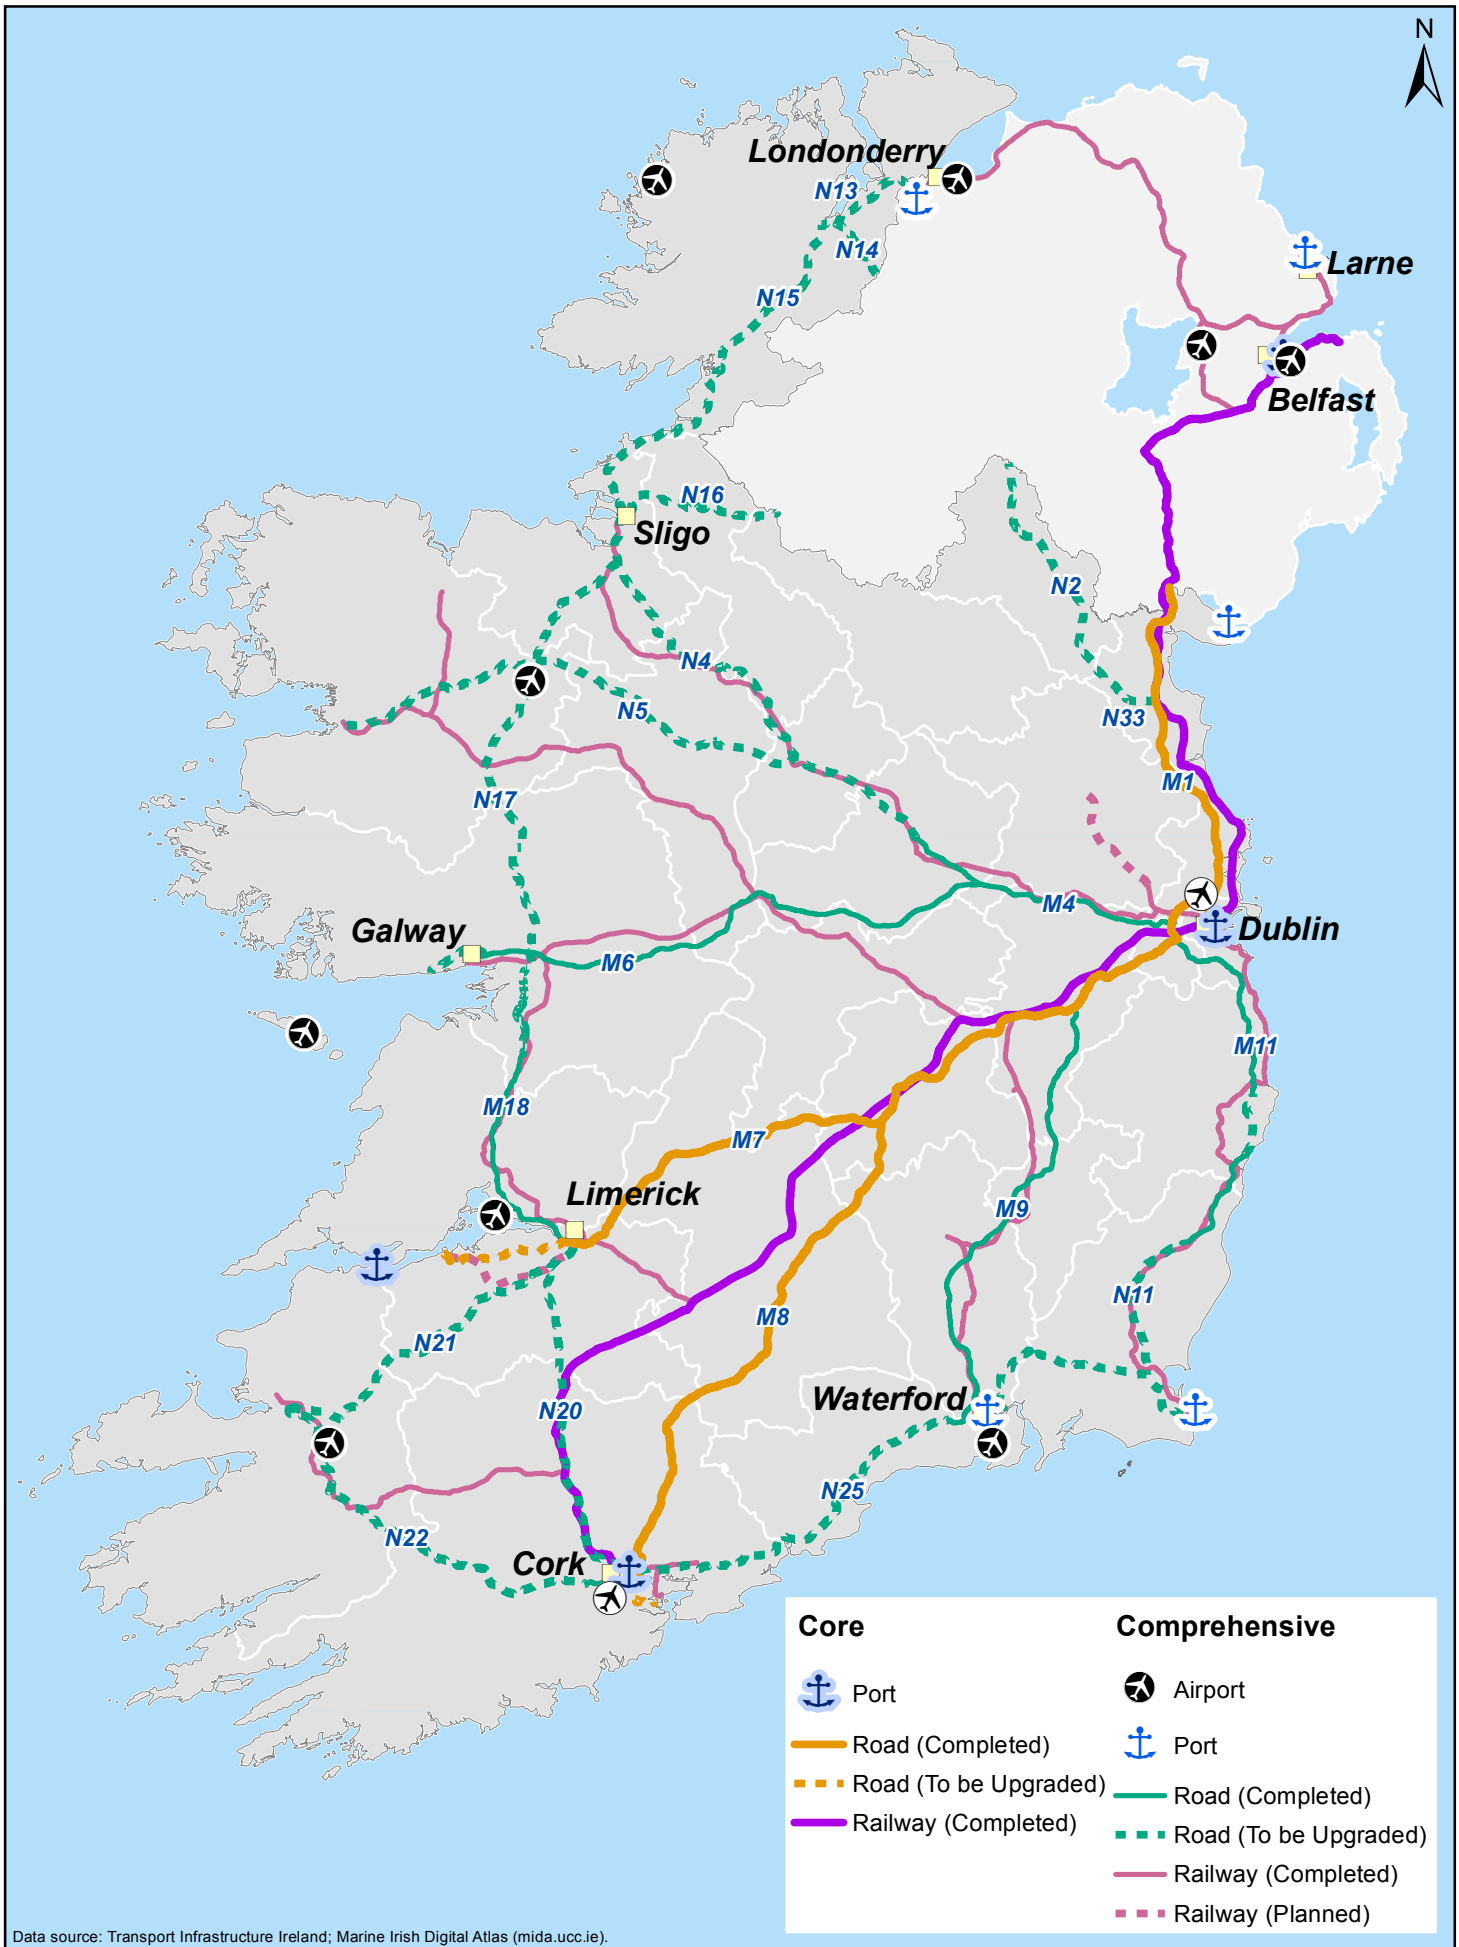 N
Londonderry
N13
N14
Larne
N15
Belfast
N16
Sligo
N2
N4
N5
N33
M1
N17
M4
Galway
Dublin
M6
M11
M18
M7
Limerick
M9
N11
M8
N21
Waterford
N20
N25
N22
Cork
Core
Port
Road (Completed)
Road (To be Upgraded)
Railway (Completed)
Comprehensive
Airport
Port
Road (Completed)
Road (To be Upgraded)
Railway (Completed)
Railway (Planned)
Data source: Transport Infrastructure Ireland; Marine Irish Digital Atlas (mida.ucc.ie).